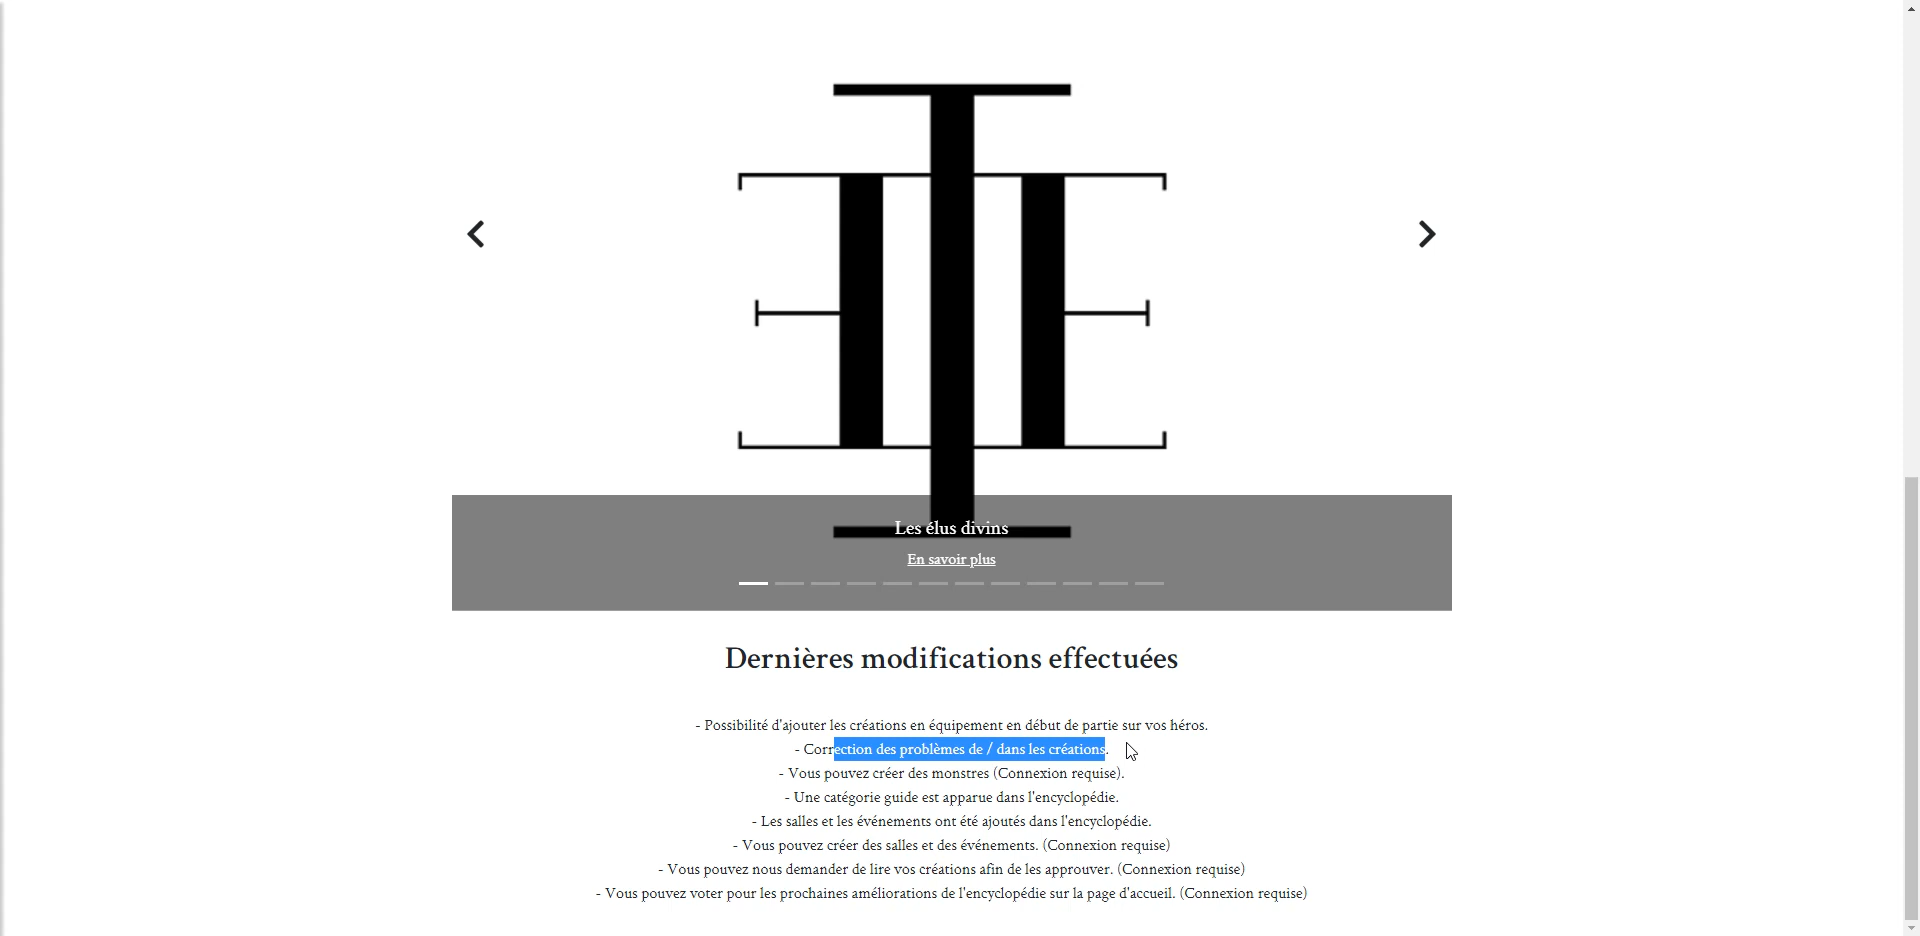 Les élus divins
En savoir plus
Dernières modifications effectuées
- Possibilité d'ajouter les créations en équipement en début de partie sur vos héros.
- Correction des problèmes de / dans les créations.
- Vous pouvez créer des monstres (Connexion requise).
- Une catégorie guide est apparue dans l'encyclopédie.
- Les salles et les événements ont été ajoutés dans l'encyclopédie.
- Vous pouvez créer des salles et des événements. (Connexion requise)
- Vous pouvez nous demander de lire vos créations afin de les approuver. (Connexion requise)
- Vous pouvez voter pour les prochaines améliorations de l'encyclopédie sur la page d'accueil. (Connexion requise)